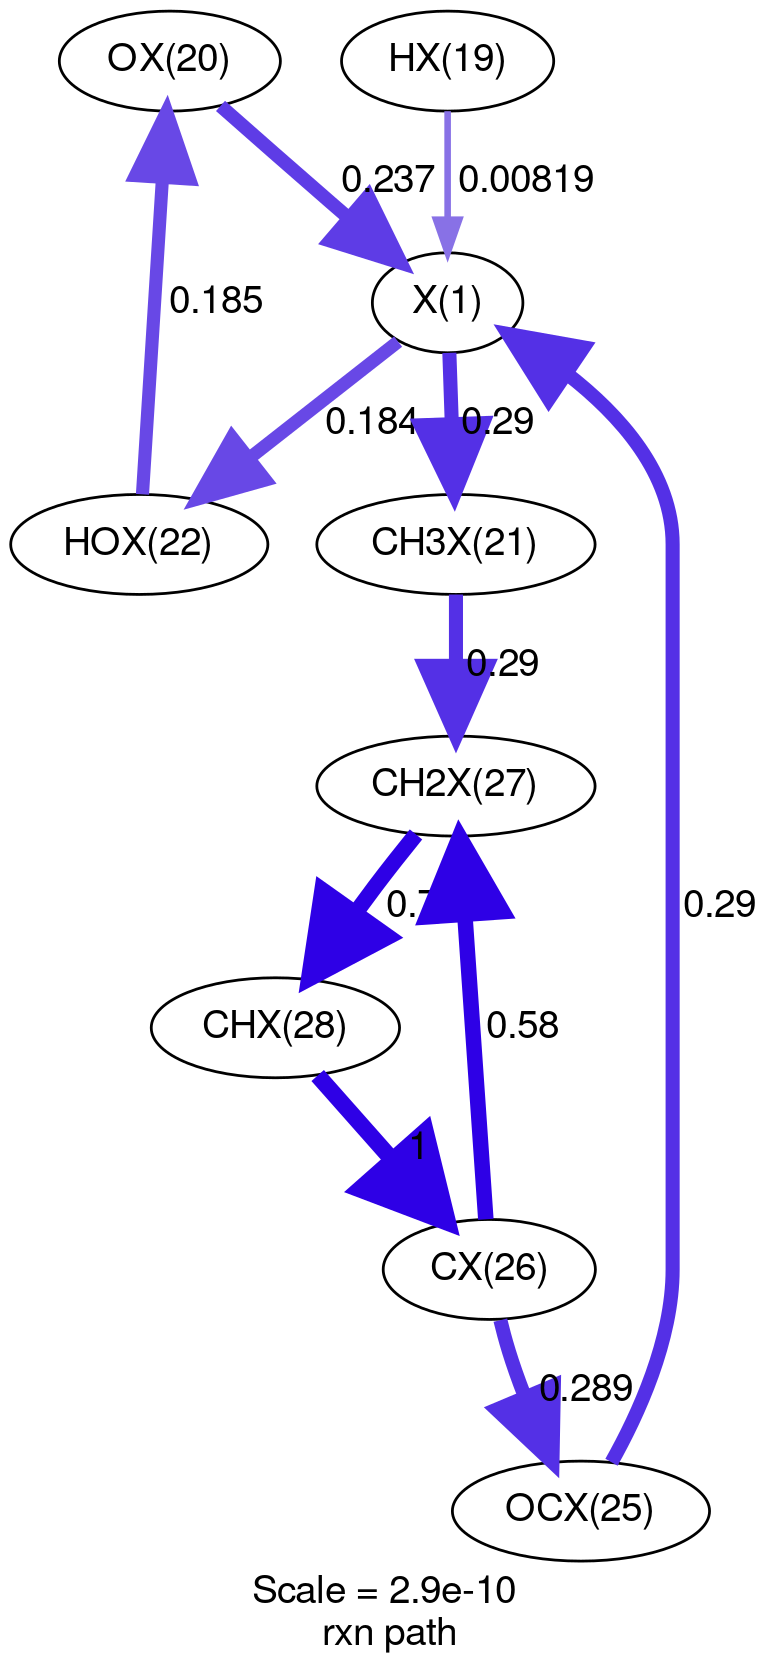 OX(20)
HX(19)
0.237
0.00819
0.185
X(1)
0.184
0.29
HOX(22)
CH3X(21)
0.29
CH2X(27)
0.29
CHX(28)
0.58
1
CX(26)
0.289
OCX(25)
Scale = 2.9e-10
rxn path